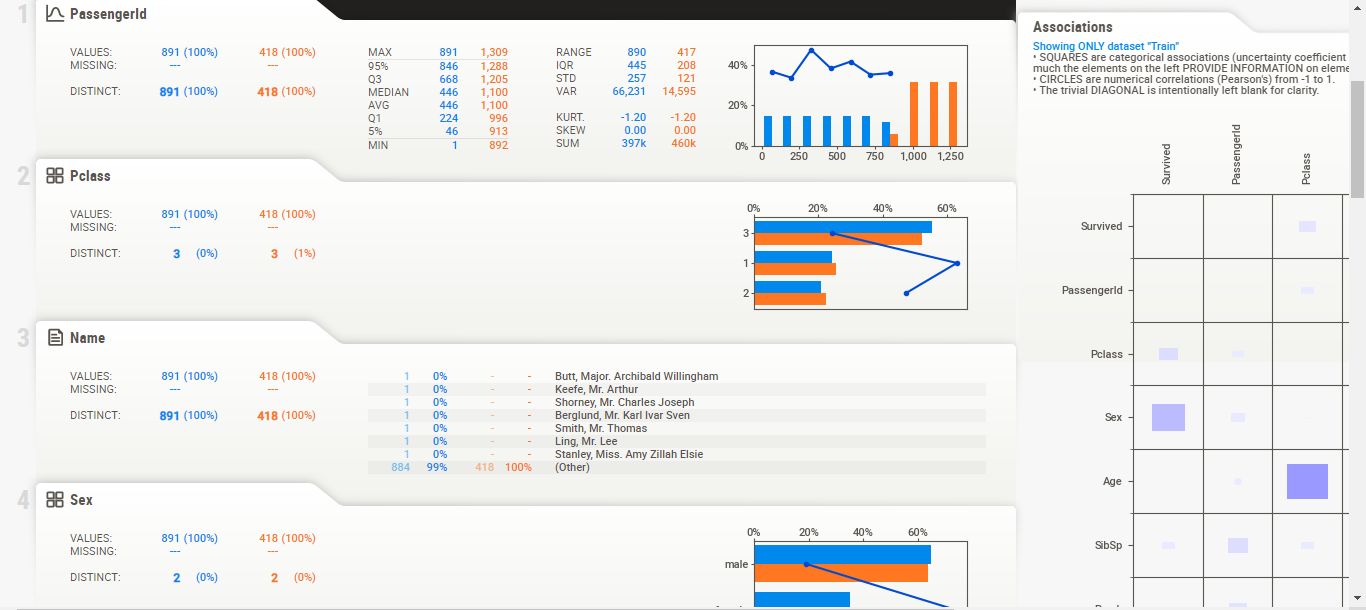 1 PassengerId
VALUES: 891 (100%) 418 (100%)
MISSING: --- ---
DISTINCT: 891 (100%) 418 (100%)
MAX 891 1,309
95% 846 1,288
Q3 668 1,205
MEDIAN 446 1,100
AVG 446 1,100
Q1 224 996
5% 46 913
MIN 1 892
RANGE 890 417
IQR 445 208
STD 257 121
VAR 66,231 14,595
KURT. -1.20 -1.20
SKEW 0.00 0.00
SUM 397k 460k
40%
20%
0%
0 250 500 750 1,000 1,250
2 Pclass
VALUES: 891 (100%) 418 (100%)
MISSING: --- ---
DISTINCT: 3 (0%) 3 (1%)
0% 20% 40% 60%
3
1
2
3 Name
VALUES: 891 (100%) 418 (100%)
MISSING: --- ---
DISTINCT: 891 (100%) 418 (100%)
1 0% - - Butt, Major. Archibald Willingham
1 0% - - Keefe, Mr. Arthur
1 0% - - Shorney, Mr. Charles Joseph
1 0% - - Berglund, Mr. Karl Ivar Sven
1 0% - - Smith, Mr. Thomas
1 0% - - Ling, Mr. Lee
1 0% - - Stanley, Miss. Amy Zillah Elsie
884 99% 418 100% (Other)
4 Sex
VALUES: 891 (100%) 418 (100%)
MISSING: --- ---
DISTINCT: 2 (0%) 2 (0%)
0% 20% 40% 60%
male
Associations
Showing ONLY dataset "Train"
• SQUARES are categorical associations (uncertainty coefficient
much the elements on the left PROVIDE INFORMATION on eleme
• CIRCLES are numerical correlations (Pearson's) from -1 to 1.
• The trivial DIAGONAL is intentionally left blank for clarity.
Survived PassengerId Pclass
Survived
PassengerId
Pclass
Sex
Age
SibSp